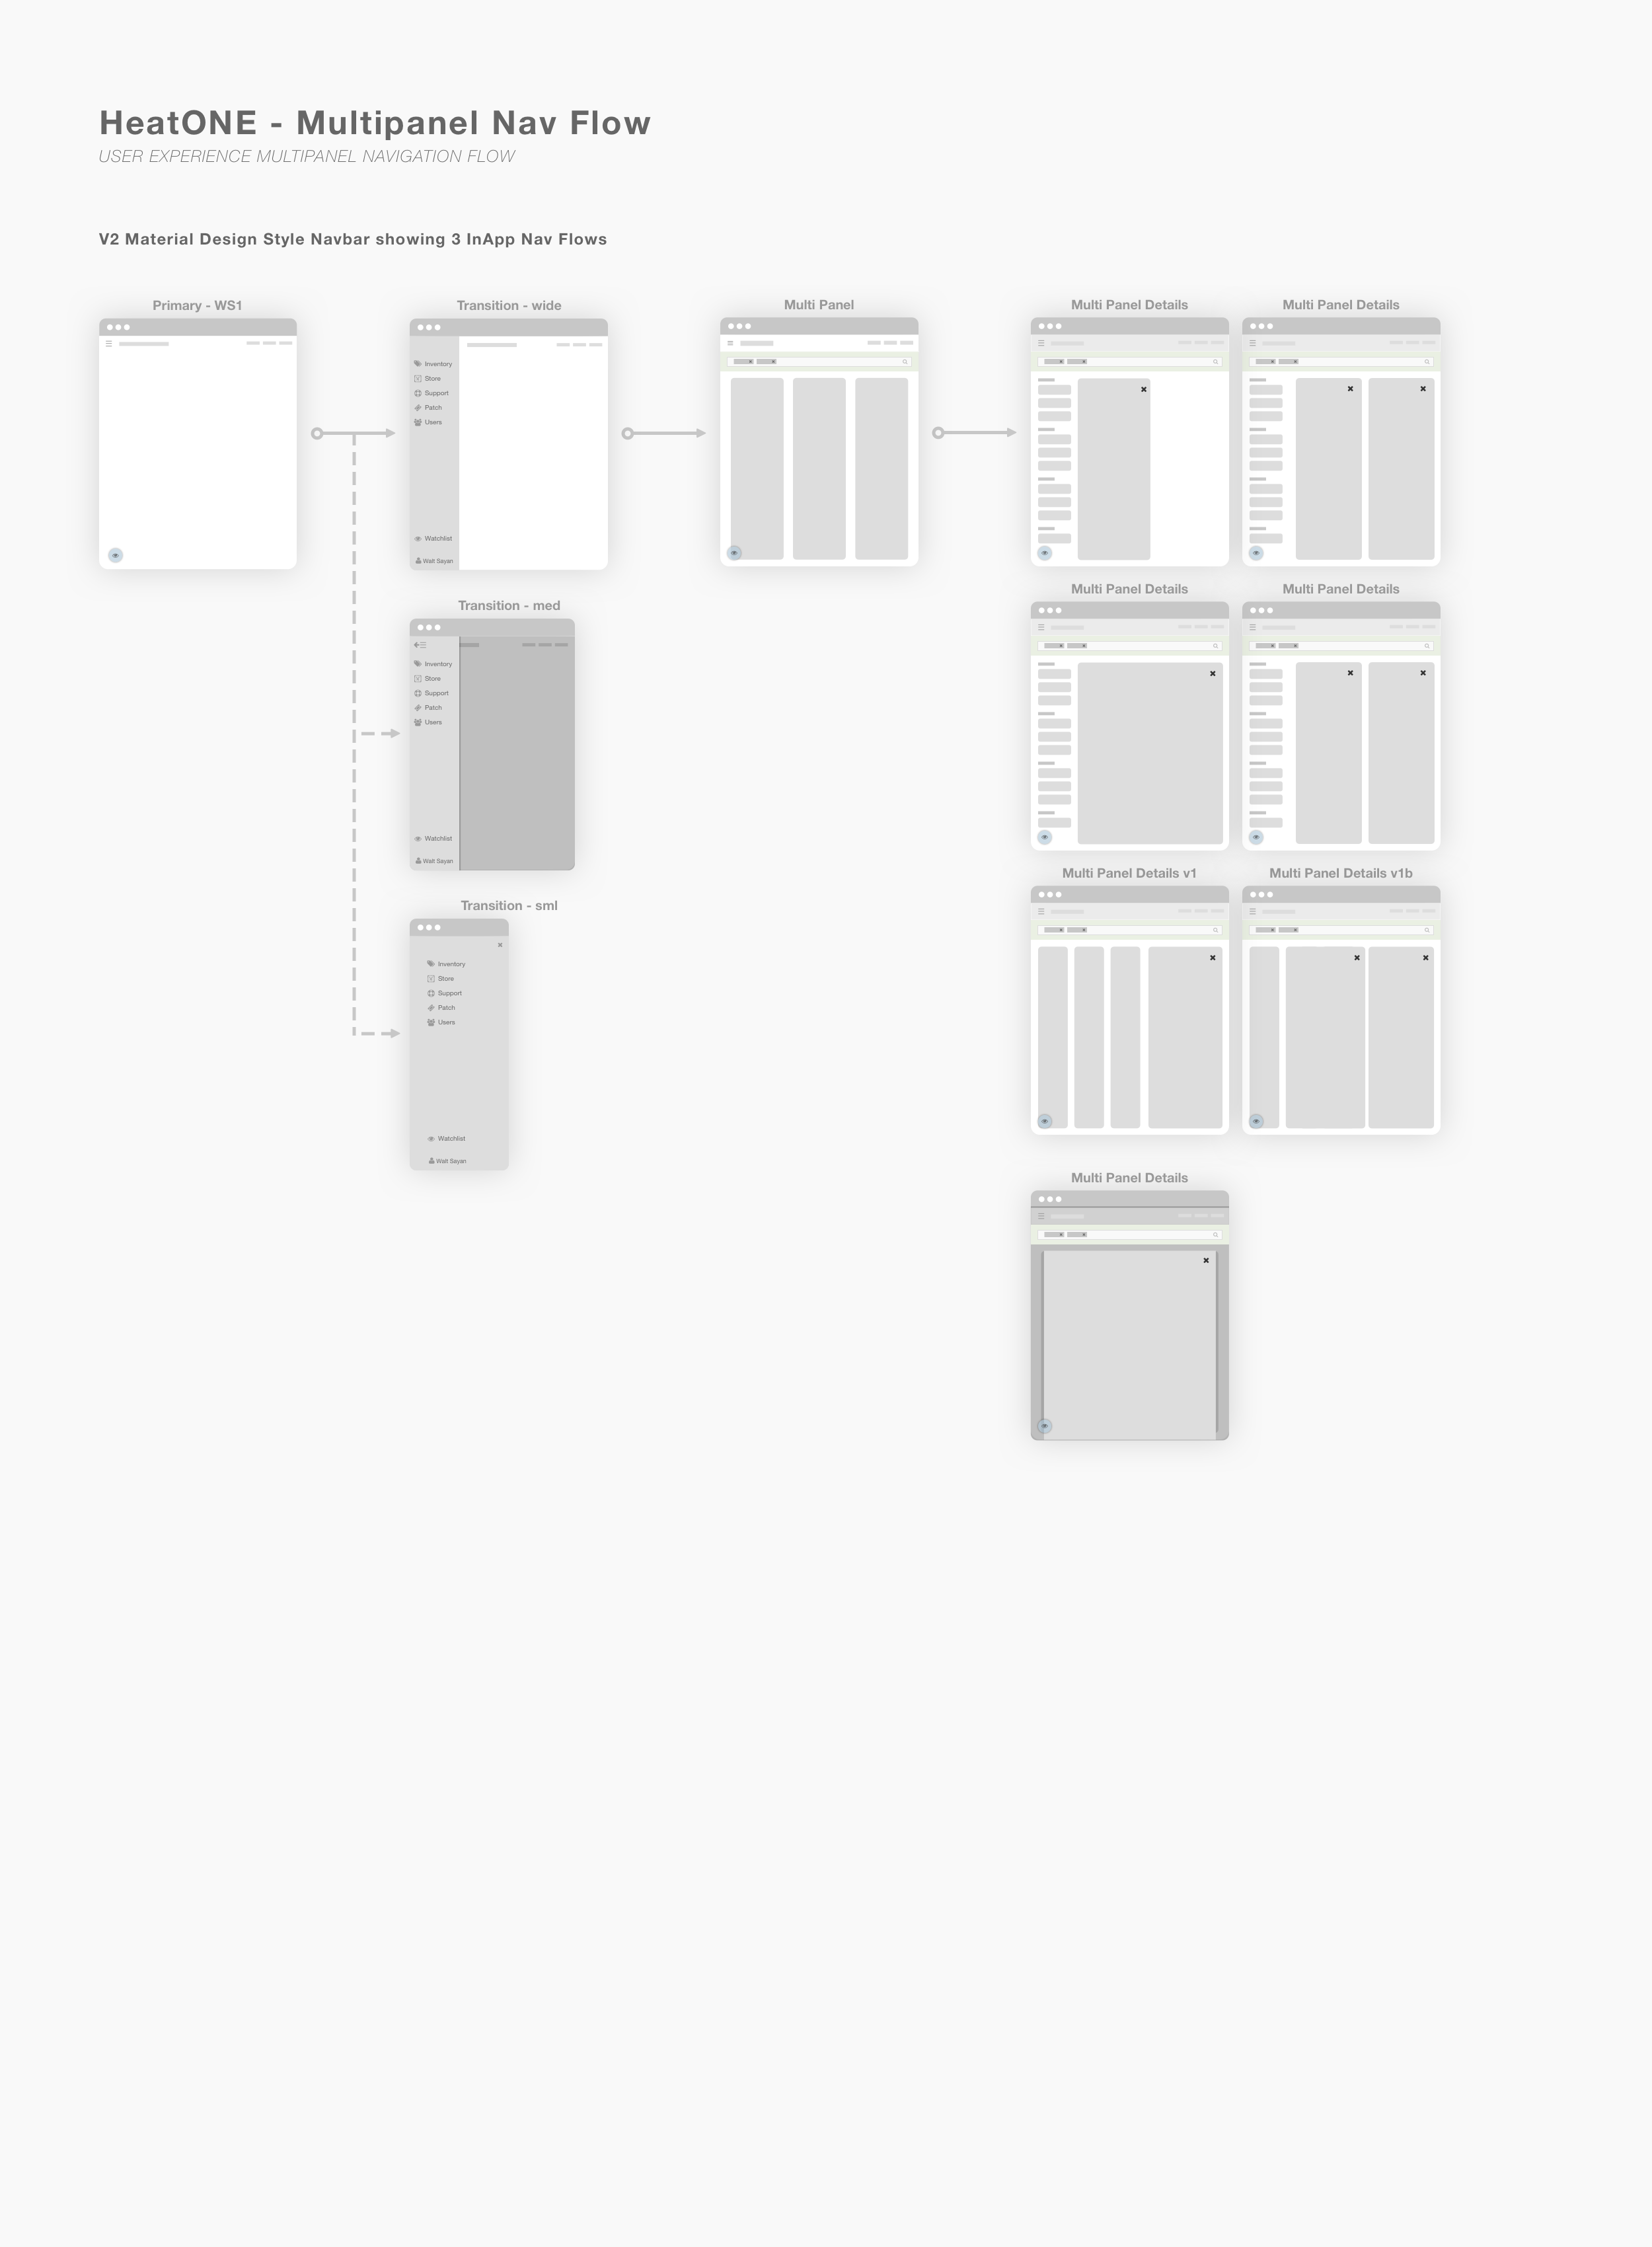 HeatONE - Multipanel Nav Flow
USER EXPERIENCE MULTIPANEL NAVIGATION FLOW
V2 Material Design Style Navbar showing 3 InApp Nav Flows
Primary - WS1
Transition - wide
Multi Panel
Multi Panel Details
Multi Panel Details
Inventory
Store
Support
Patch
Users
Watchlist
Walt Sayan
Transition - med
Inventory
Store
Support
Patch
Users
Watchlist
Walt Sayan
Multi Panel Details
Multi Panel Details
Transition - sml
Inventory
Store
Support
Patch
Users
Watchlist
Walt Sayan
Multi Panel Details v1
Multi Panel Details v1b
Multi Panel Details